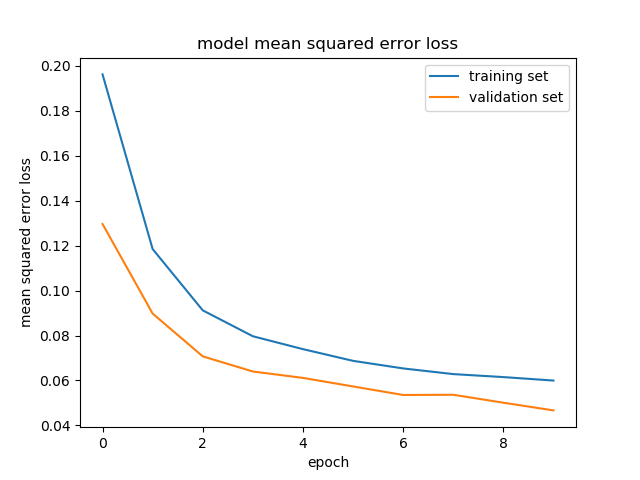 model mean squared error loss
training set
validation set
0.20
0.18
0.16
0.14
0.12
0.10
0.08
0.06
0.04
mean squared error loss
0 2 4 6 8
epoch